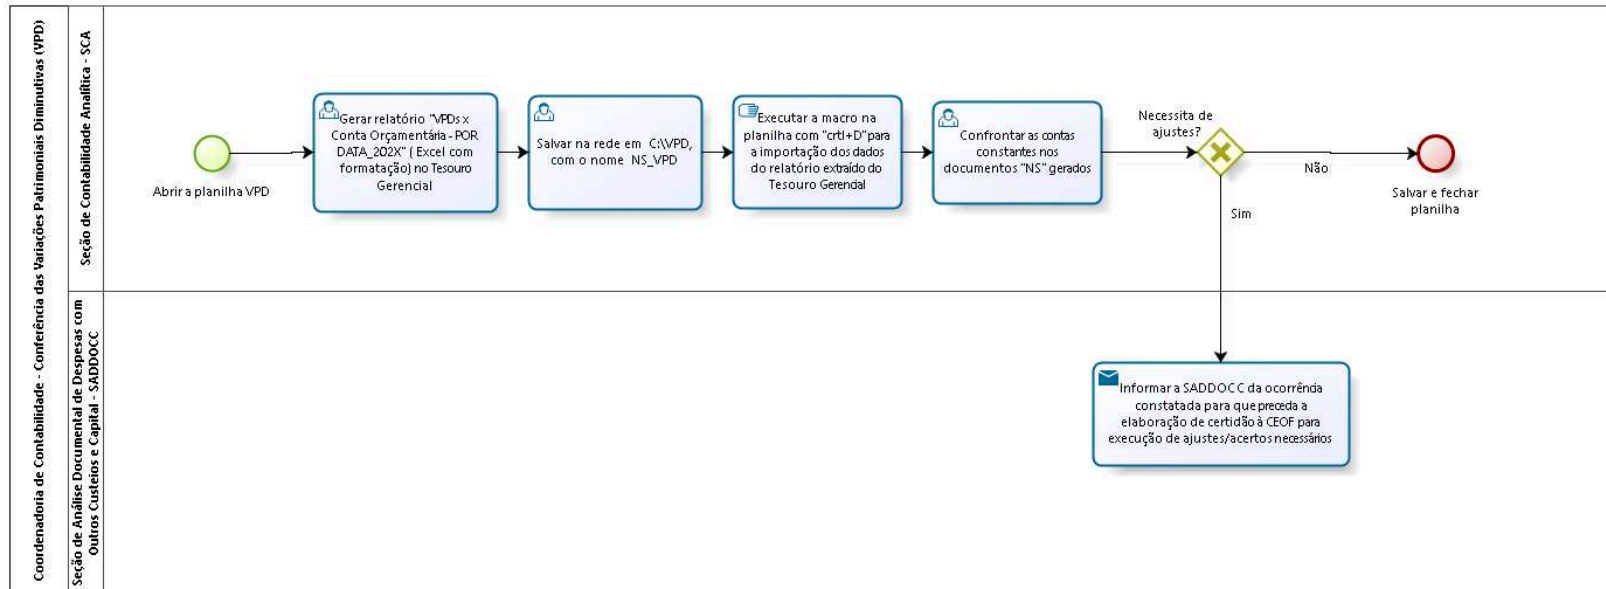 Coordenadoria de Contabilidade - Conferência das Variações Patrimoniais Diminutivas (VPD)
Seção de Contabilidade Analítica - SCA
Abrir a planilha VPD
Gerar relatório "VPDs x
Conta Orçamentária - POR
DATA_202X" ( Excel com
formatação) no Tesouro
Gerencial
Salvar na rede em C:\VPD,
com o nome NS_VPD
Executar a macro na
planilha com "crtl+D"para
a importação dos dados
do relatório extraído do
Tesouro Gerencial
Confrontar as contas
constantes nos
documentos "NS" gerados
Necessita de
ajustes?
Não
Sim
Salvar e fechar
planilha
Seção de Análise Documental de Despesas com
Outros Custeios e Capital - SADDOCC
Informar a SADDOCC da ocorrência
constatada para que preceda a
elaboração de certidão à CEOF para
execução de ajustes/acertos necessários